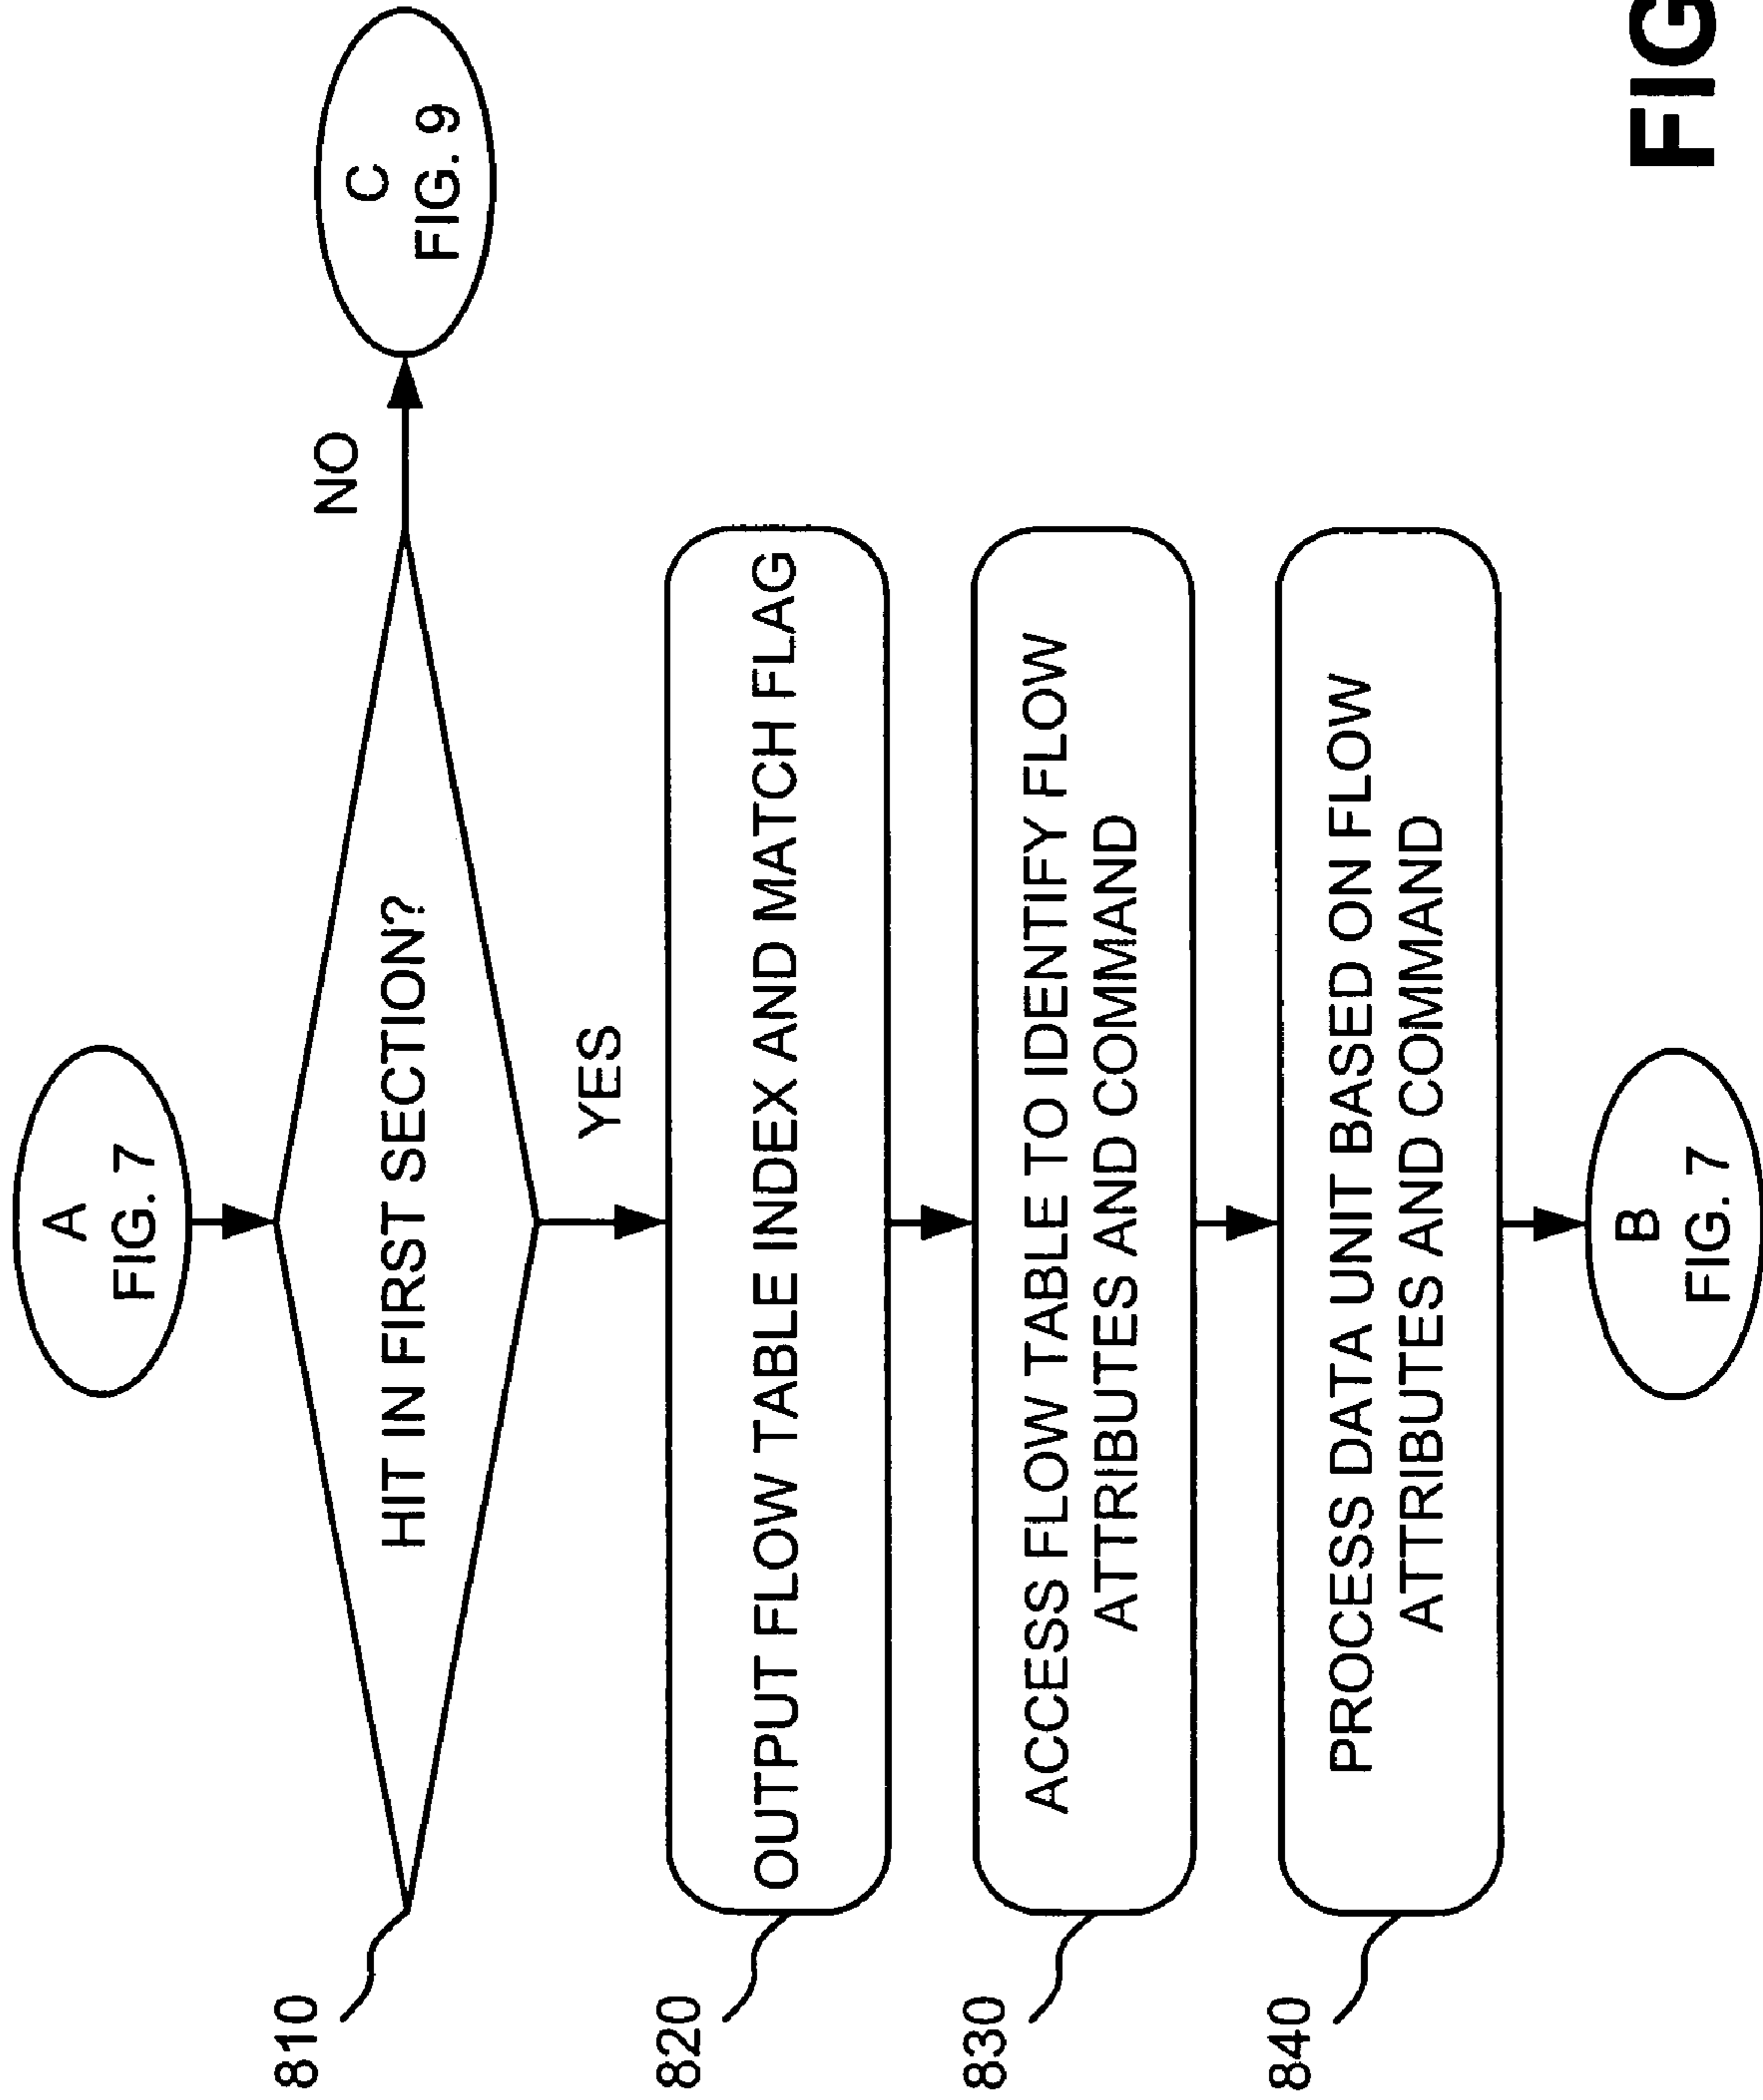 A
FIG. 7
810
HIT IN FIRST SECTION?
NO
C
FIG. 9
YES
820
OUTPUT FLOW TABLE INDEX AND MATCH FLAG
830
ACCESS FLOW TABLE TO IDENTIFY FLOW
ATTRIBUTES AND COMMAND
840
PROCESS DATA UNIT BASED ON FLOW
ATTRIBUTES AND COMMAND
B
FIG. 7
FIG